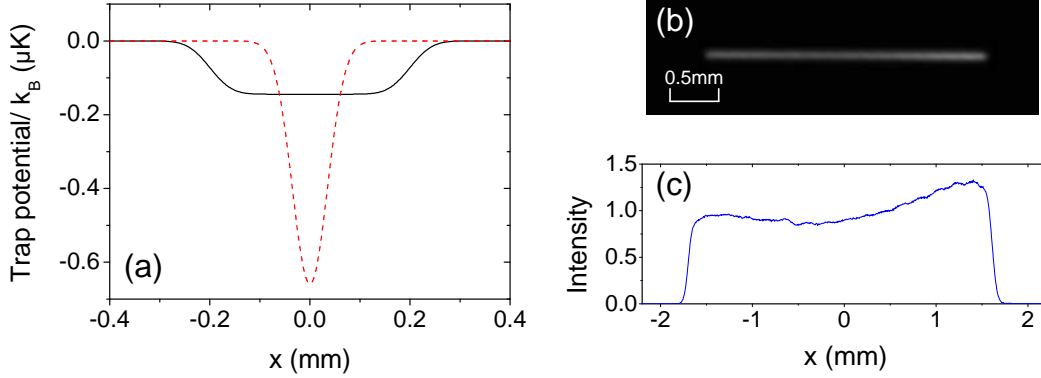 Trap potential/ k_B (μK)
0.0
-0.2
-0.4
-0.6
(a)
-0.4
-0.2
0.0
0.2
0.4
x (mm)
(b)
0.5mm
Intensity
1.5
1.0
0.5
0.0
(c)
-2
-1
0
1
2
x (mm)